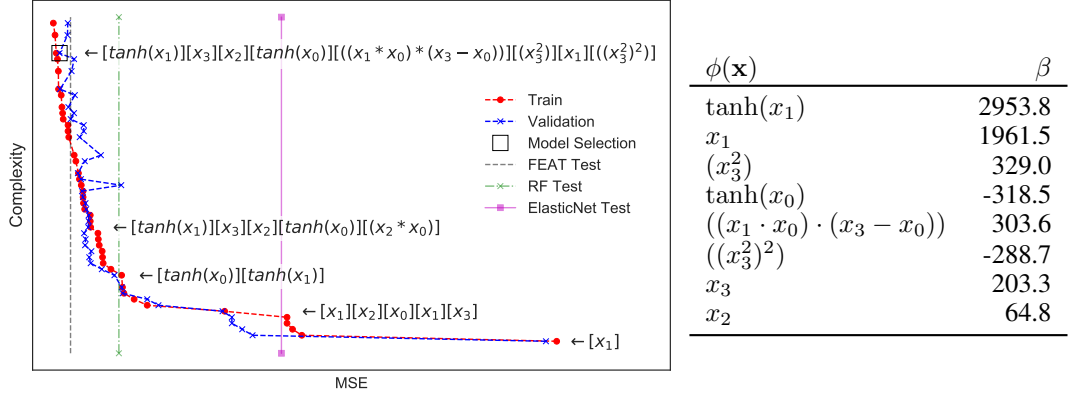 Complexity
←[tanh(x₁)][x₃][x₂][tanh(x₀)][((x₁*x₀)*(x₃−x₀))][(x₃²)][x₁][((x₃²)²)]
Train
Validation
Model Selection
FEAT Test
RF Test
ElasticNet Test
←[tanh(x₁)][x₃][x₂][tanh(x₀)][(x₂*x₀)]
←[tanh(x₀)][tanh(x₁)]
←[x₁][x₂][x₀][x₁][x₃]
←[x₁]
MSE
ϕ(𝐱) β
tanh(x₁) 2953.8
x₁ 1961.5
(x₃²) 329.0
tanh(x₀) -318.5
((x₁ · x₀) · (x₃ − x₀)) 303.6
((x₃²)²) -288.7
x₃ 203.3
x₂ 64.8